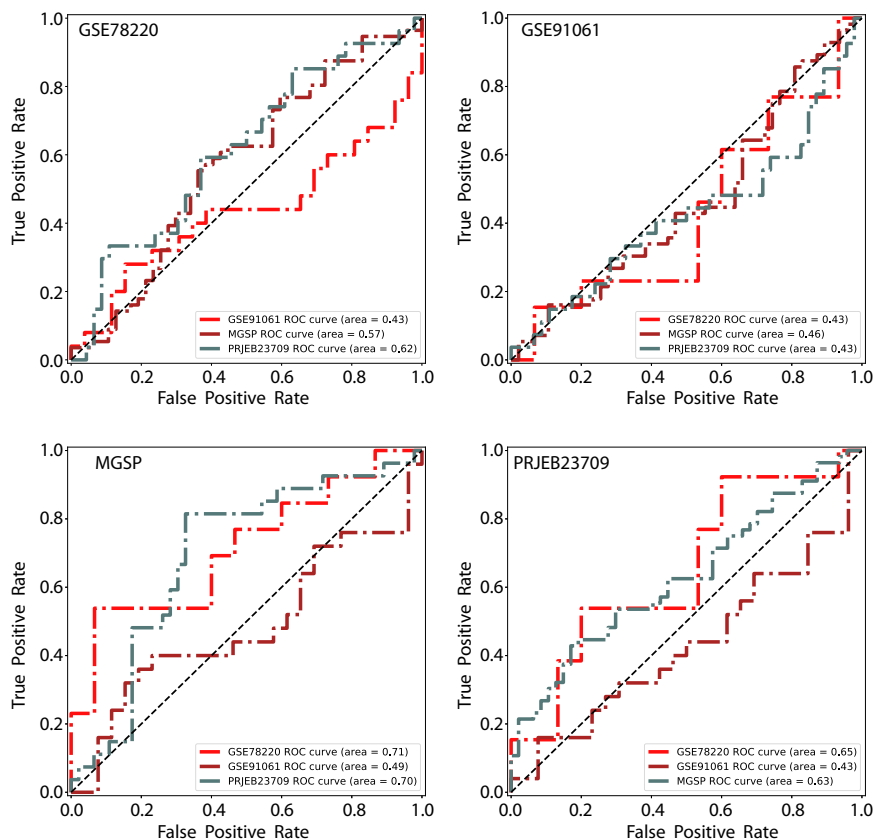 GSE78220
1.0
0.8
0.6
0.4
0.2
0.0
True Positive Rate
GSE91061 ROC curve (area = 0.43)
MGSP ROC curve (area = 0.57)
PRJEB23709 ROC curve (area = 0.62)
0.0 0.2 0.4 0.6 0.8 1.0
False Positive Rate
GSE91061
1.0
0.8
0.6
0.4
0.2
0.0
True Positive Rate
GSE78220 ROC curve (area = 0.43)
MGSP ROC curve (area = 0.46)
PRJEB23709 ROC curve (area = 0.43)
0.0 0.2 0.4 0.6 0.8 1.0
False Positive Rate
MGSP
1.0
0.8
0.6
0.4
0.2
0.0
True Positive Rate
GSE78220 ROC curve (area = 0.71)
GSE91061 ROC curve (area = 0.49)
PRJEB23709 ROC curve (area = 0.70)
0.0 0.2 0.4 0.6 0.8 1.0
False Positive Rate
PRJEB23709
1.0
0.8
0.6
0.4
0.2
0.0
True Positive Rate
GSE78220 ROC curve (area = 0.65)
GSE91061 ROC curve (area = 0.43)
MGSP ROC curve (area = 0.63)
0.0 0.2 0.4 0.6 0.8 1.0
False Positive Rate